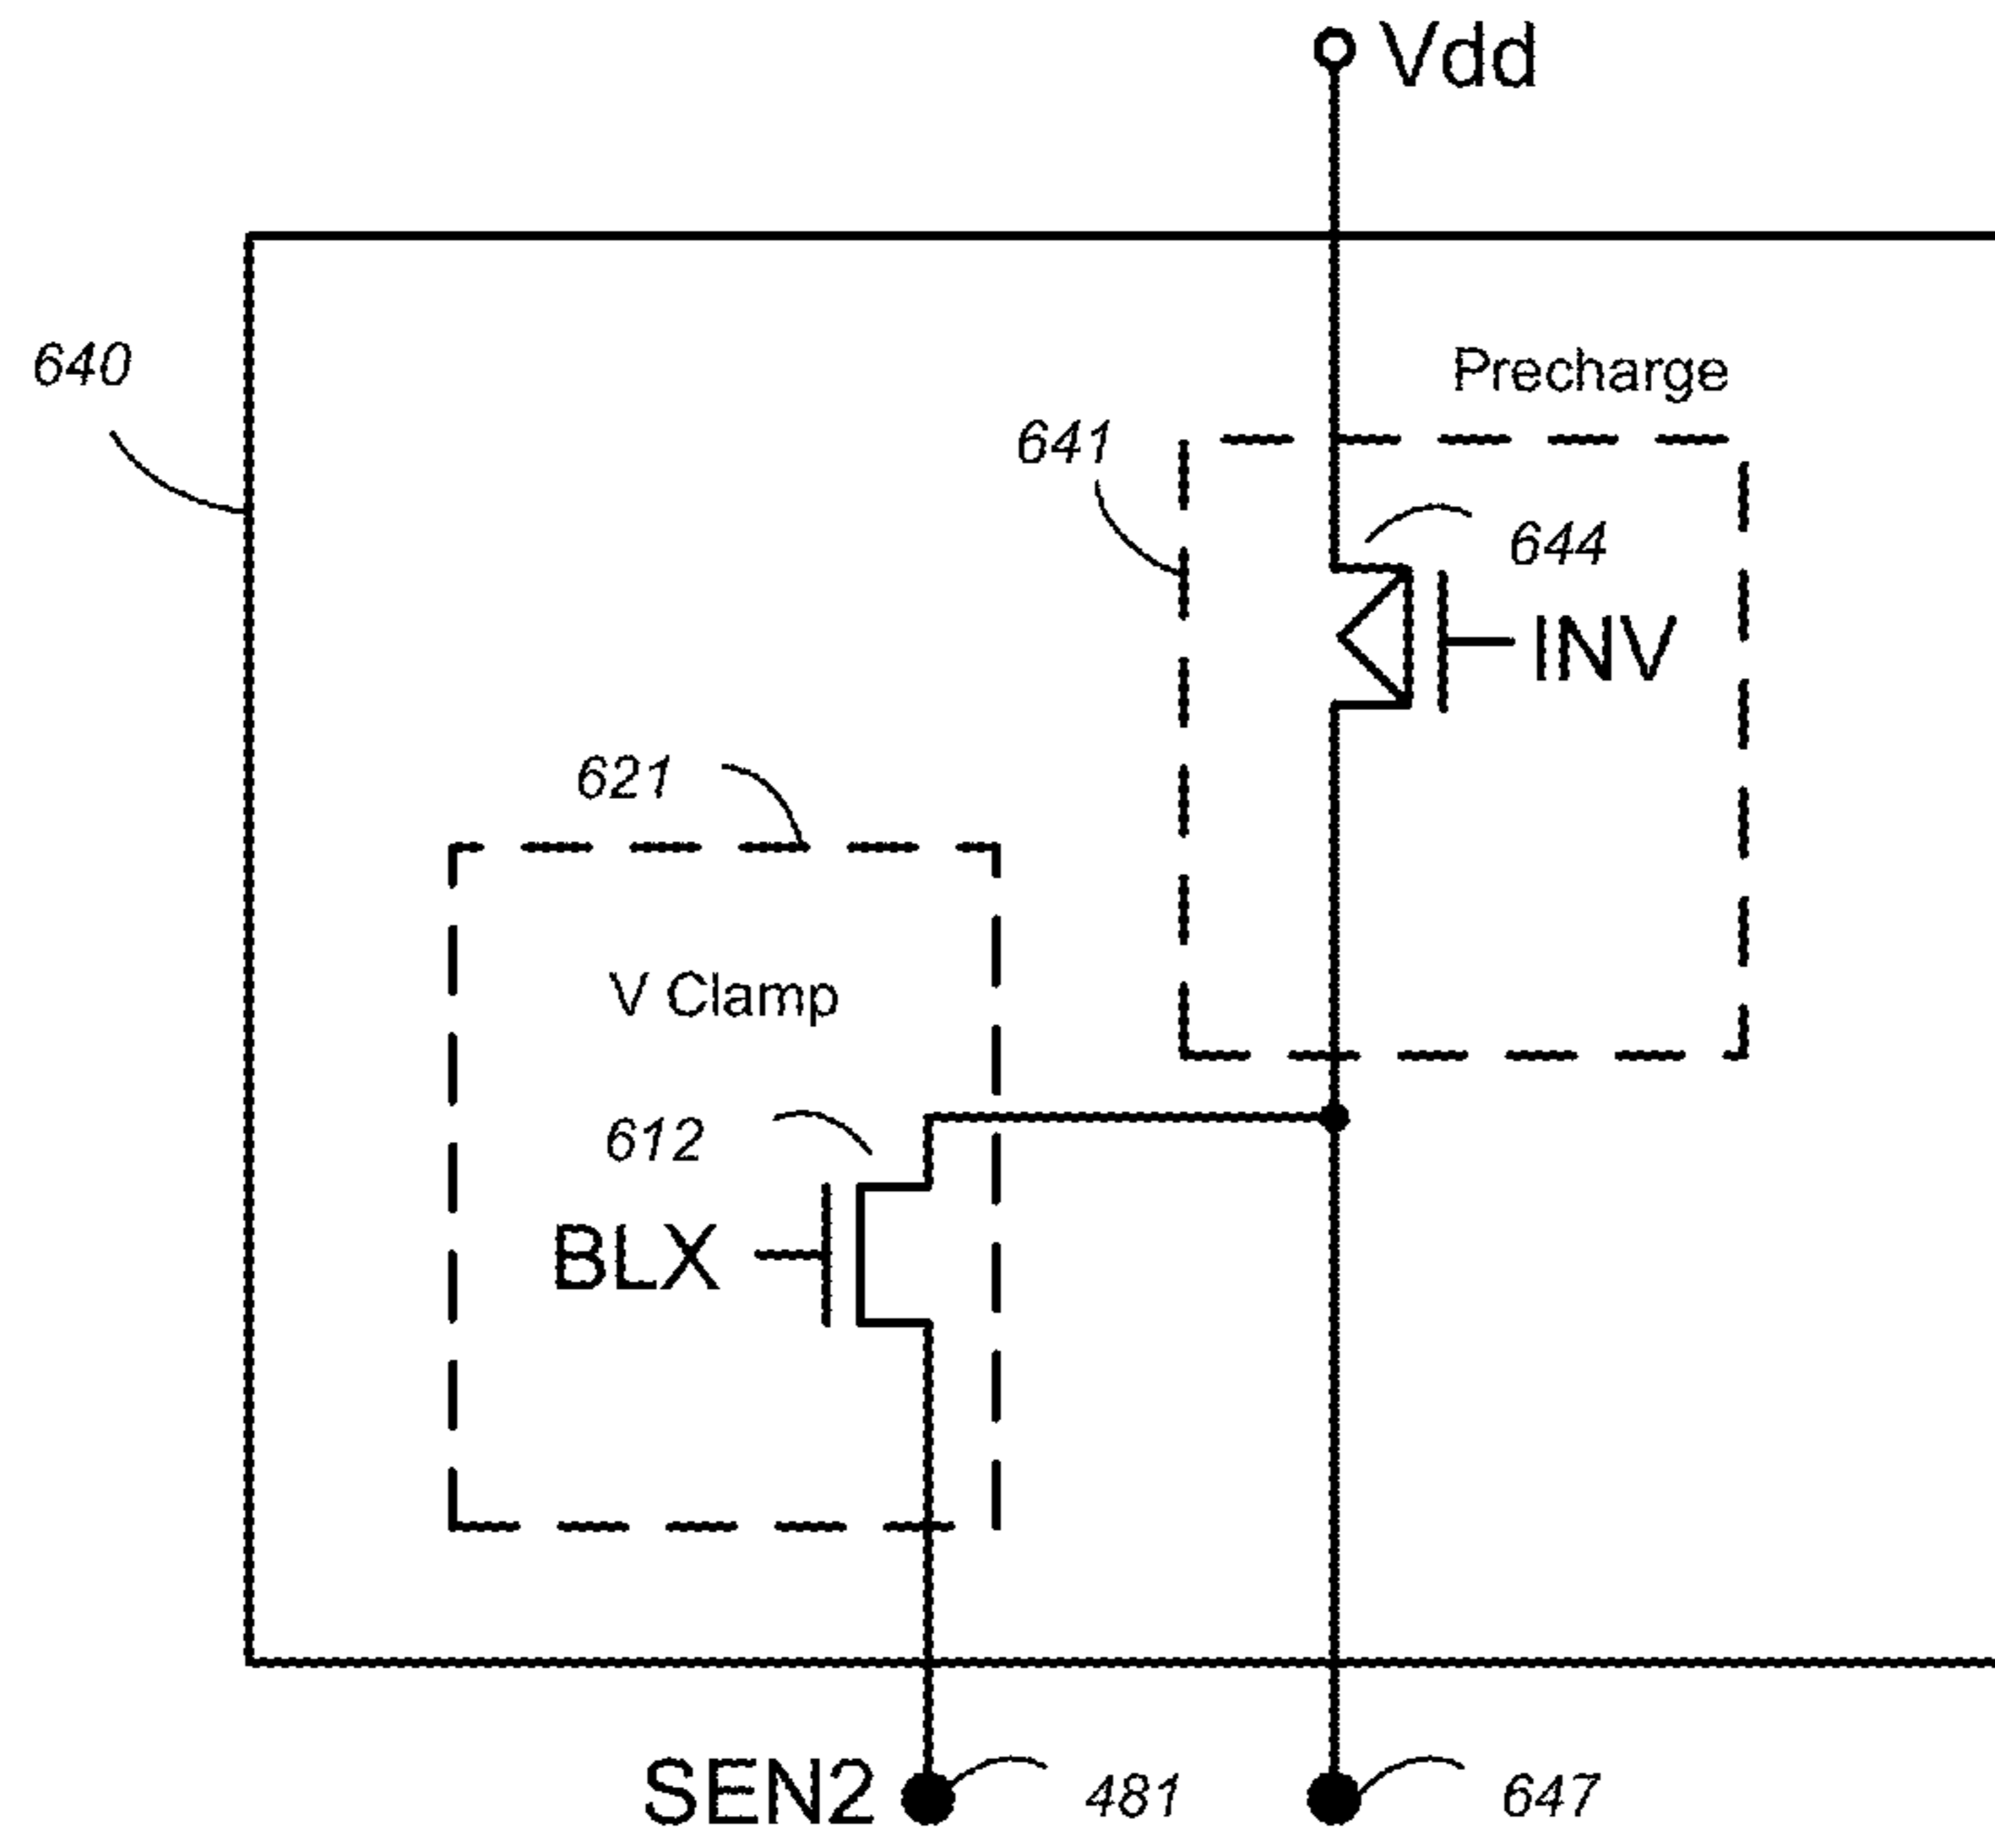 Vdd
640
Precharge
641
644
INV
621
V Clamp
612
BLX
SEN2
481
647